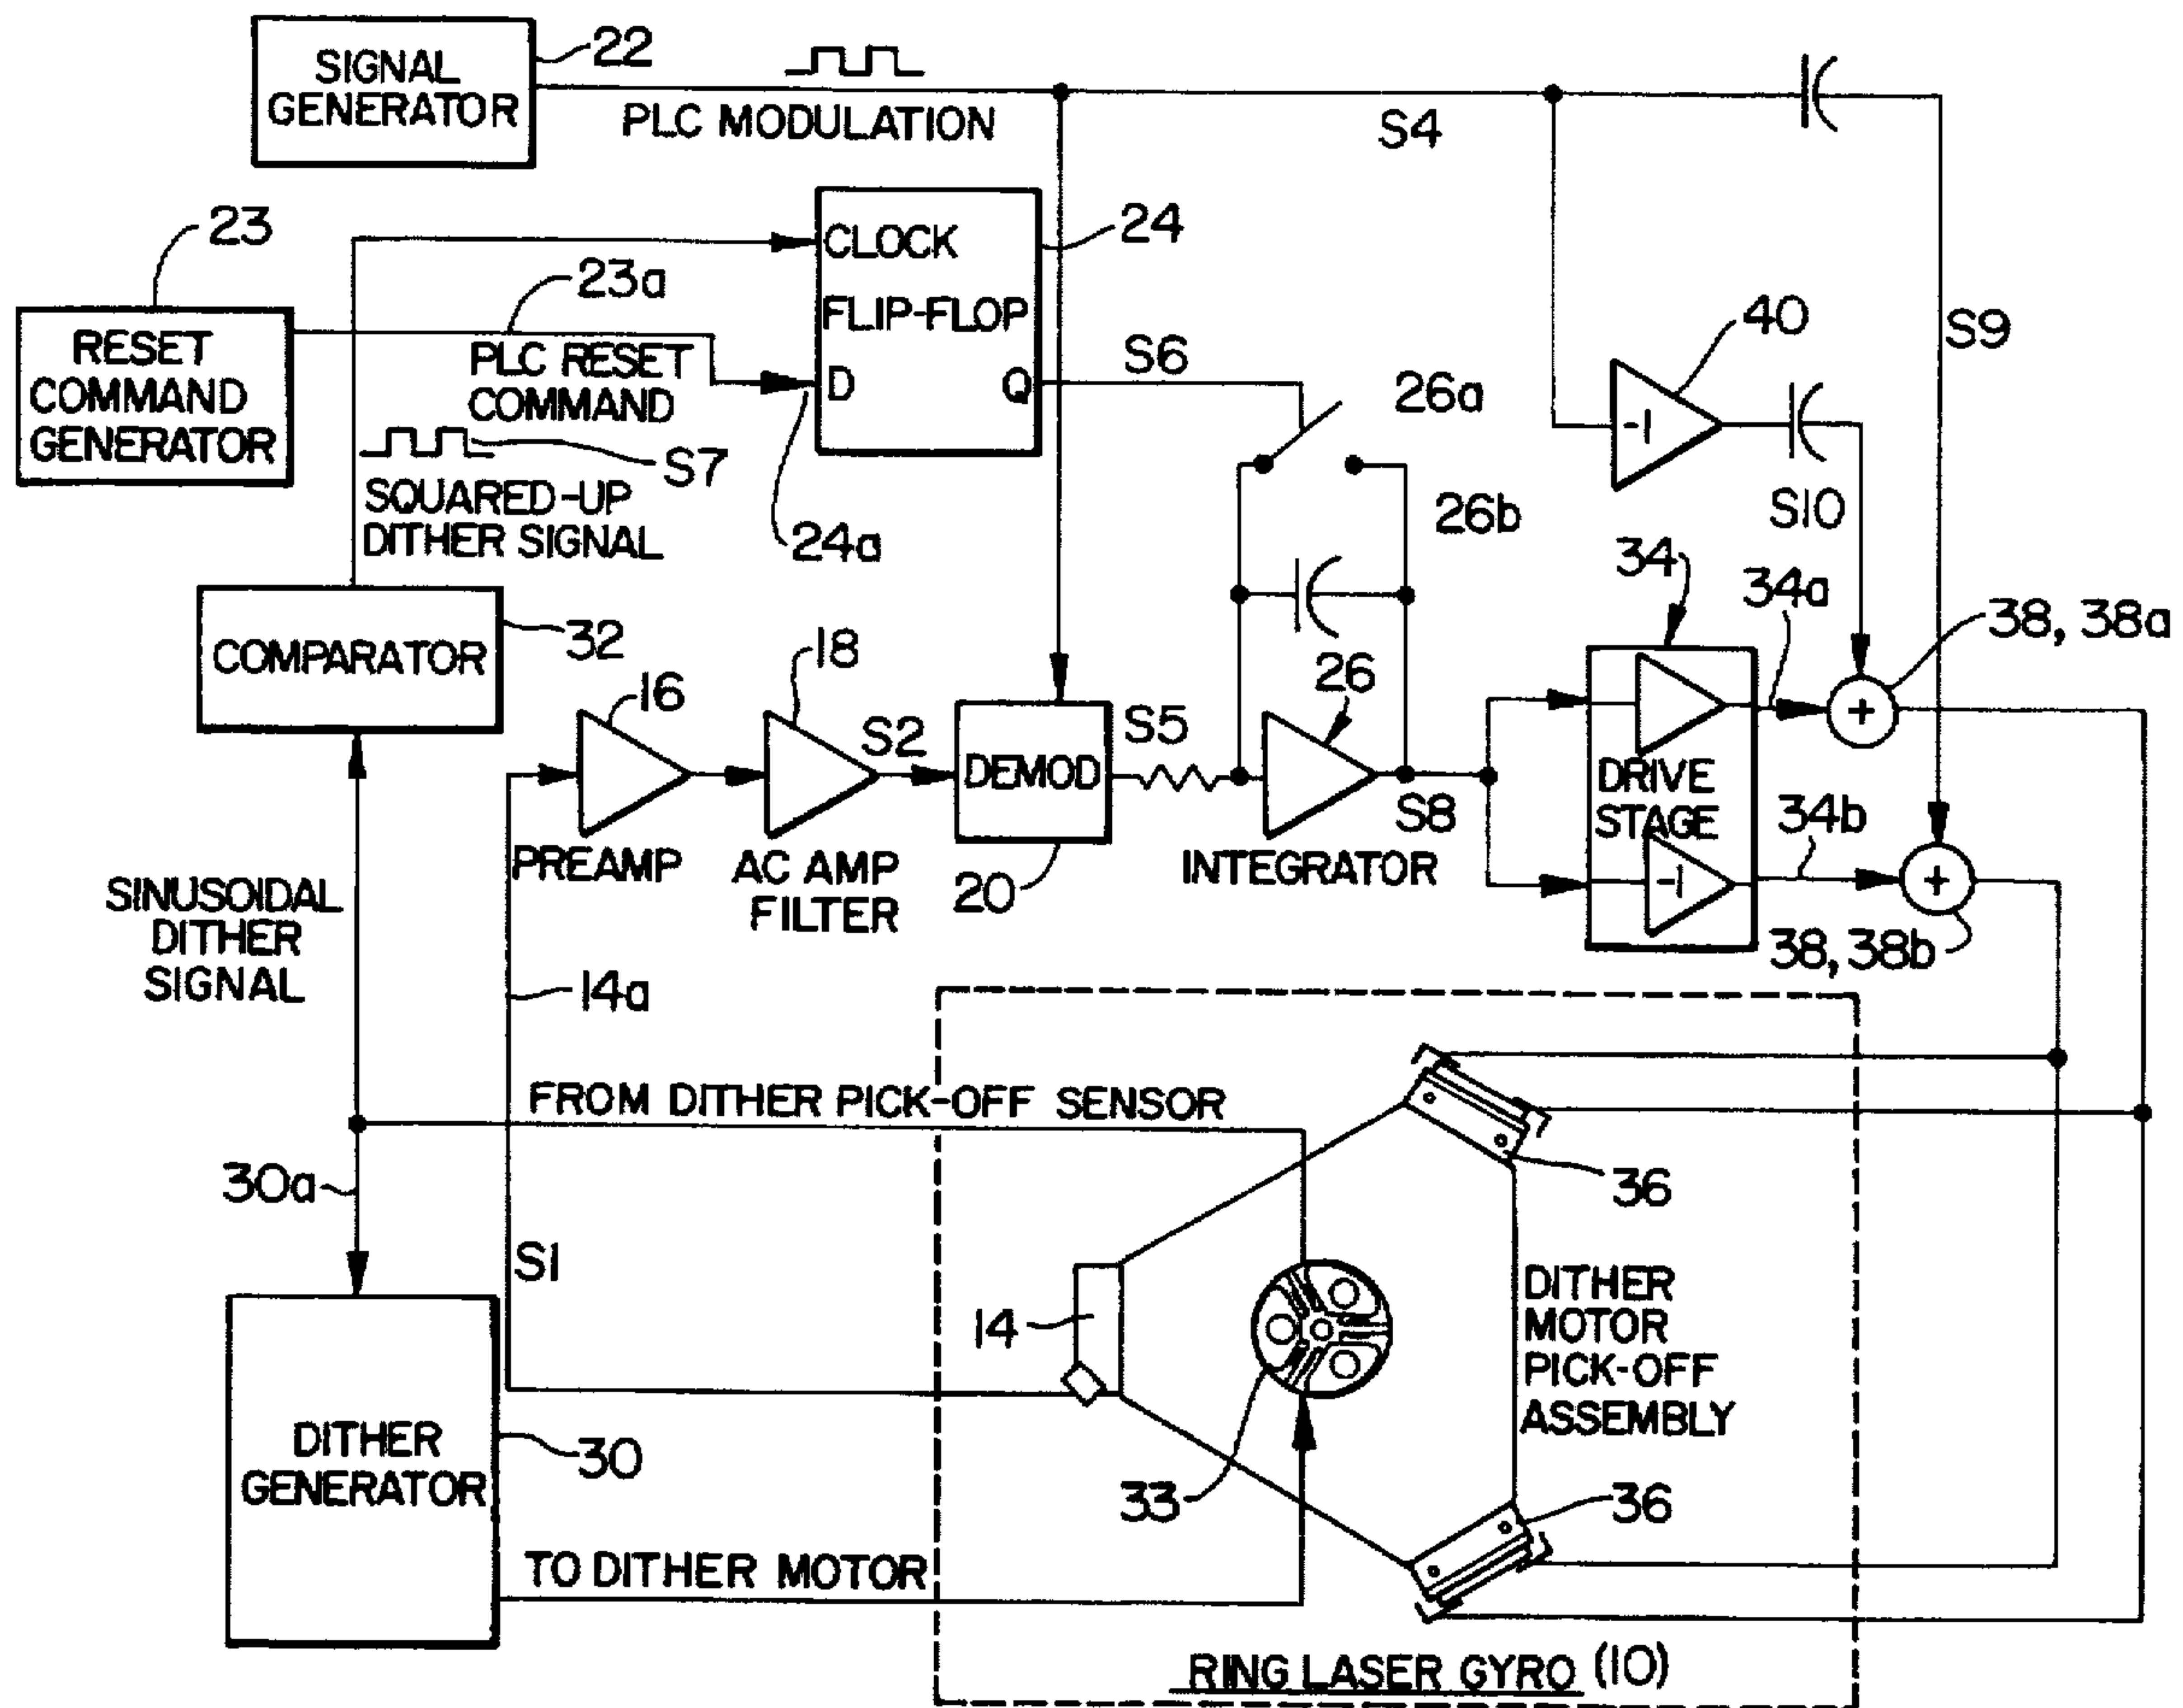 SIGNAL
GENERATOR
22
PLC MODULATION
S4
23
23a
CLOCK
FLIP-FLOP
D
Q
24
RESET
COMMAND
GENERATOR
PLC RESET
COMMAND
S6
26a
40
-1
S9
S7
SQUARED-UP
DITHER SIGNAL
24a
26b
S10
34
34a
38, 38a
COMPARATOR
32
16
18
S2
DEMOD
S5
26
S8
DRIVE
STAGE
-1
34b
PREAMP
AC AMP
FILTER
20
INTEGRATOR
38, 38b
SINUSOIDAL
DITHER
SIGNAL
14a
FROM DITHER PICK-OFF SENSOR
30a
36
S1
14
DITHER
MOTOR
PICK-OFF
ASSEMBLY
DITHER
GENERATOR
30
33
36
TO DITHER MOTOR
RING LASER GYRO (10)